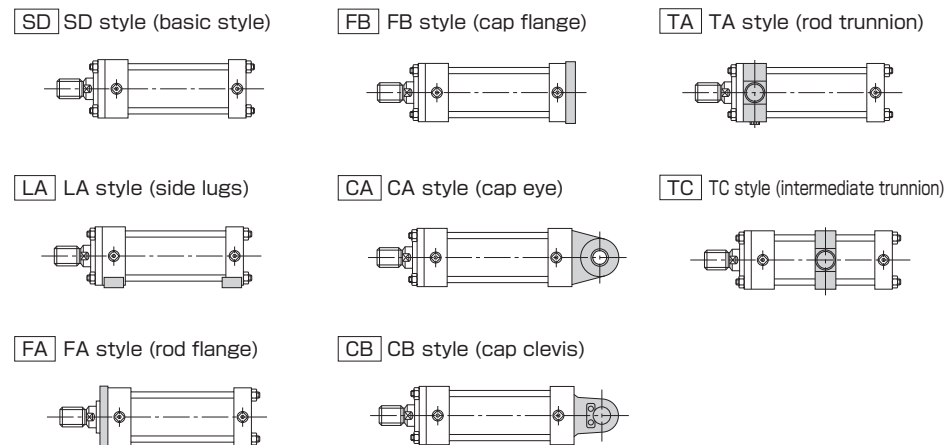 SD SD style (basic style)
FB FB style (cap flange)
TA TA style (rod trunnion)
LA LA style (side lugs)
CA CA style (cap eye)
TC TC style (intermediate trunnion)
FA FA style (rod flange)
CB CB style (cap clevis)